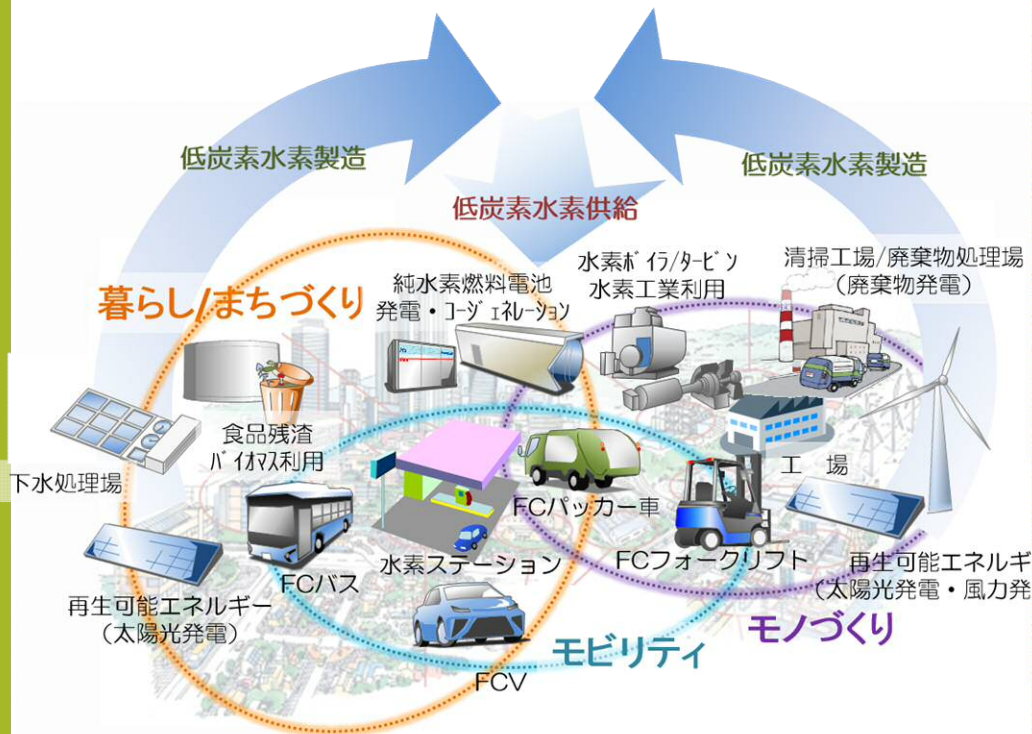 低炭素水素製造
低炭素水素製造
低炭素水素供給
暮らし/まちづくり
純水素燃料電池
発電・コージェネレーション
水素ボイラ/タービン
水素工業利用
清掃工場/廃棄物処理場
（廃棄物発電）
食品残渣
バイオマス利用
下水処理場
工 場
FCパッカー車
FCバス
水素ステーション
FCフォークリフト
再生可能エネルギー
（太陽光発電）
再生可能エネルギ
（太陽光発電・風力発
モビリティ
モノづくり
FCV